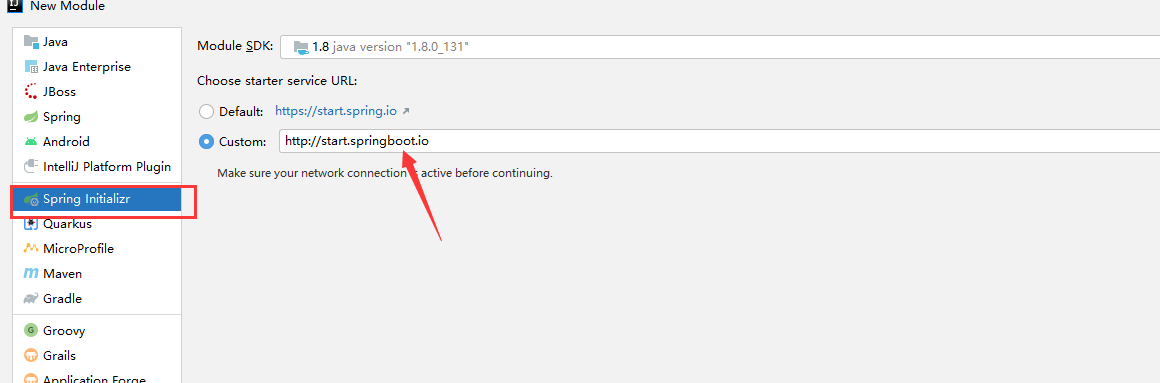 New Module
Java
Java Enterprise
JBoss
Spring
Android
IntelliJ Platform Plugin
Spring Initializr
Quarkus
MicroProfile
Maven
Gradle
Groovy
Grails
Application Forge
Module SDK: 1.8 java version "1.8.0_131"
Choose starter service URL:
Default: https://start.spring.io
Custom: http://start.springboot.io
Make sure your network connection is active before continuing.